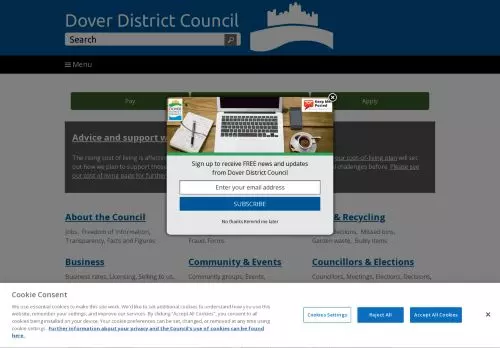 Dover District Council
Search
≡ Menu
Pay
Apply
DOVER
DISTRICT
COUNCIL
Keep Me
Posted
Sign up to receive FREE news and updates
from Dover District Council
Enter your email address
SUBSCRIBE
No thanks Remind me later
Advice and support w
The rising cost of living is affecting
our cost-of-living plan will set
out how we plan to support those
challenges before. Please see
our cost of living page for further
About the Council
& Recycling
Jobs, Freedom of Information,
Transparency, Facts and Figures
Fraud, Forms
Missed bins,
Garden waste, Bulky items
Business
Community & Events
Councillors & Elections
Business rates, Licensing, Selling to us,
Community groups, Events,
Councillors, Meetings, Elections, Decisions,
Cookie Consent
We use essential cookies to make this site work. We'd like to set additional cookies to understand how you use this
website, remember your settings, and improve our services. By clicking "Accept All Cookies", you consent to all
cookies being installed on your device. Your cookie preferences can be set, changed, or removed at any time using
cookie settings. Further information about your privacy and the Council's use of cookies can be found
here.
Cookies Settings
Reject All
Accept All Cookies